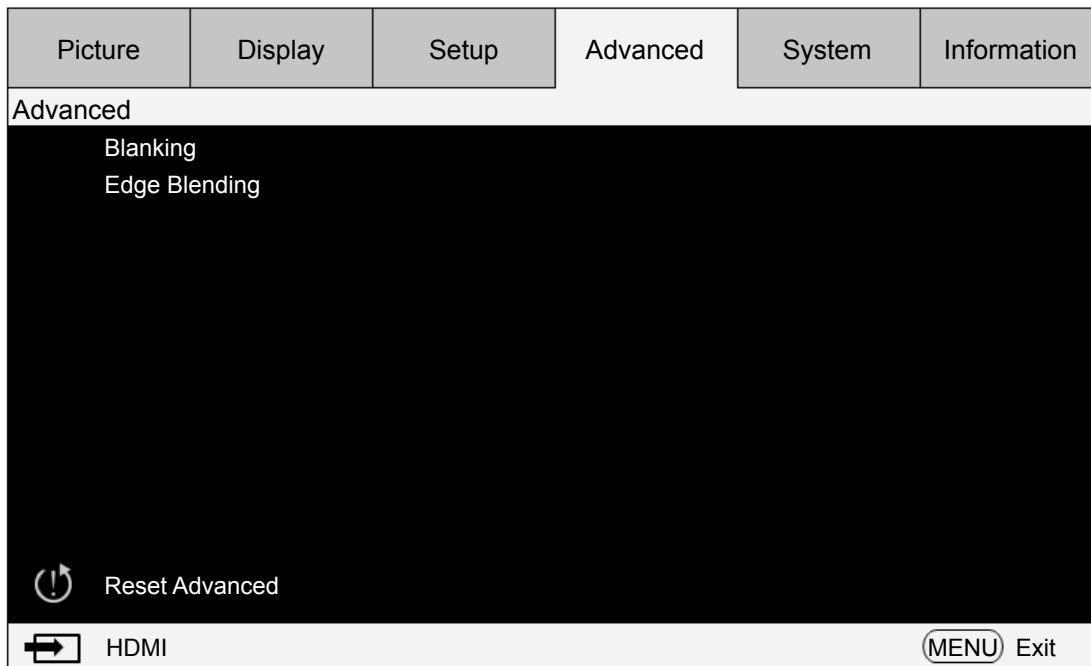 Picture Display Setup Advanced System Information
Advanced
Blanking
Edge Blending
Reset Advanced
HDMI MENU Exit